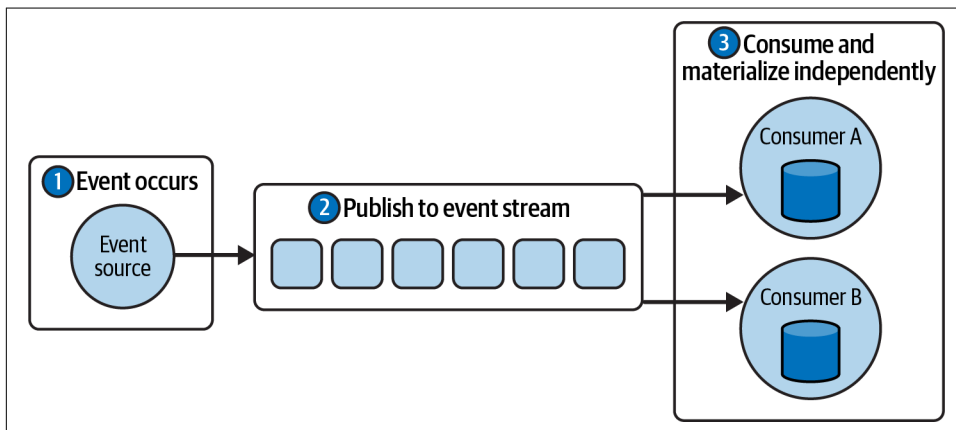 1 Event occurs
Event
source
2 Publish to event stream
3 Consume and
materialize independently
Consumer A
Consumer B